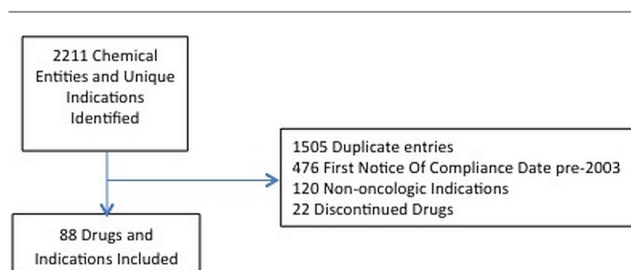 2211 Chemical
Entities and Unique
Indications
Identified
1505 Duplicate entries
476 First Notice Of Compliance Date pre-2003
120 Non-oncologic Indications
22 Discontinued Drugs
88 Drugs and
Indications Included